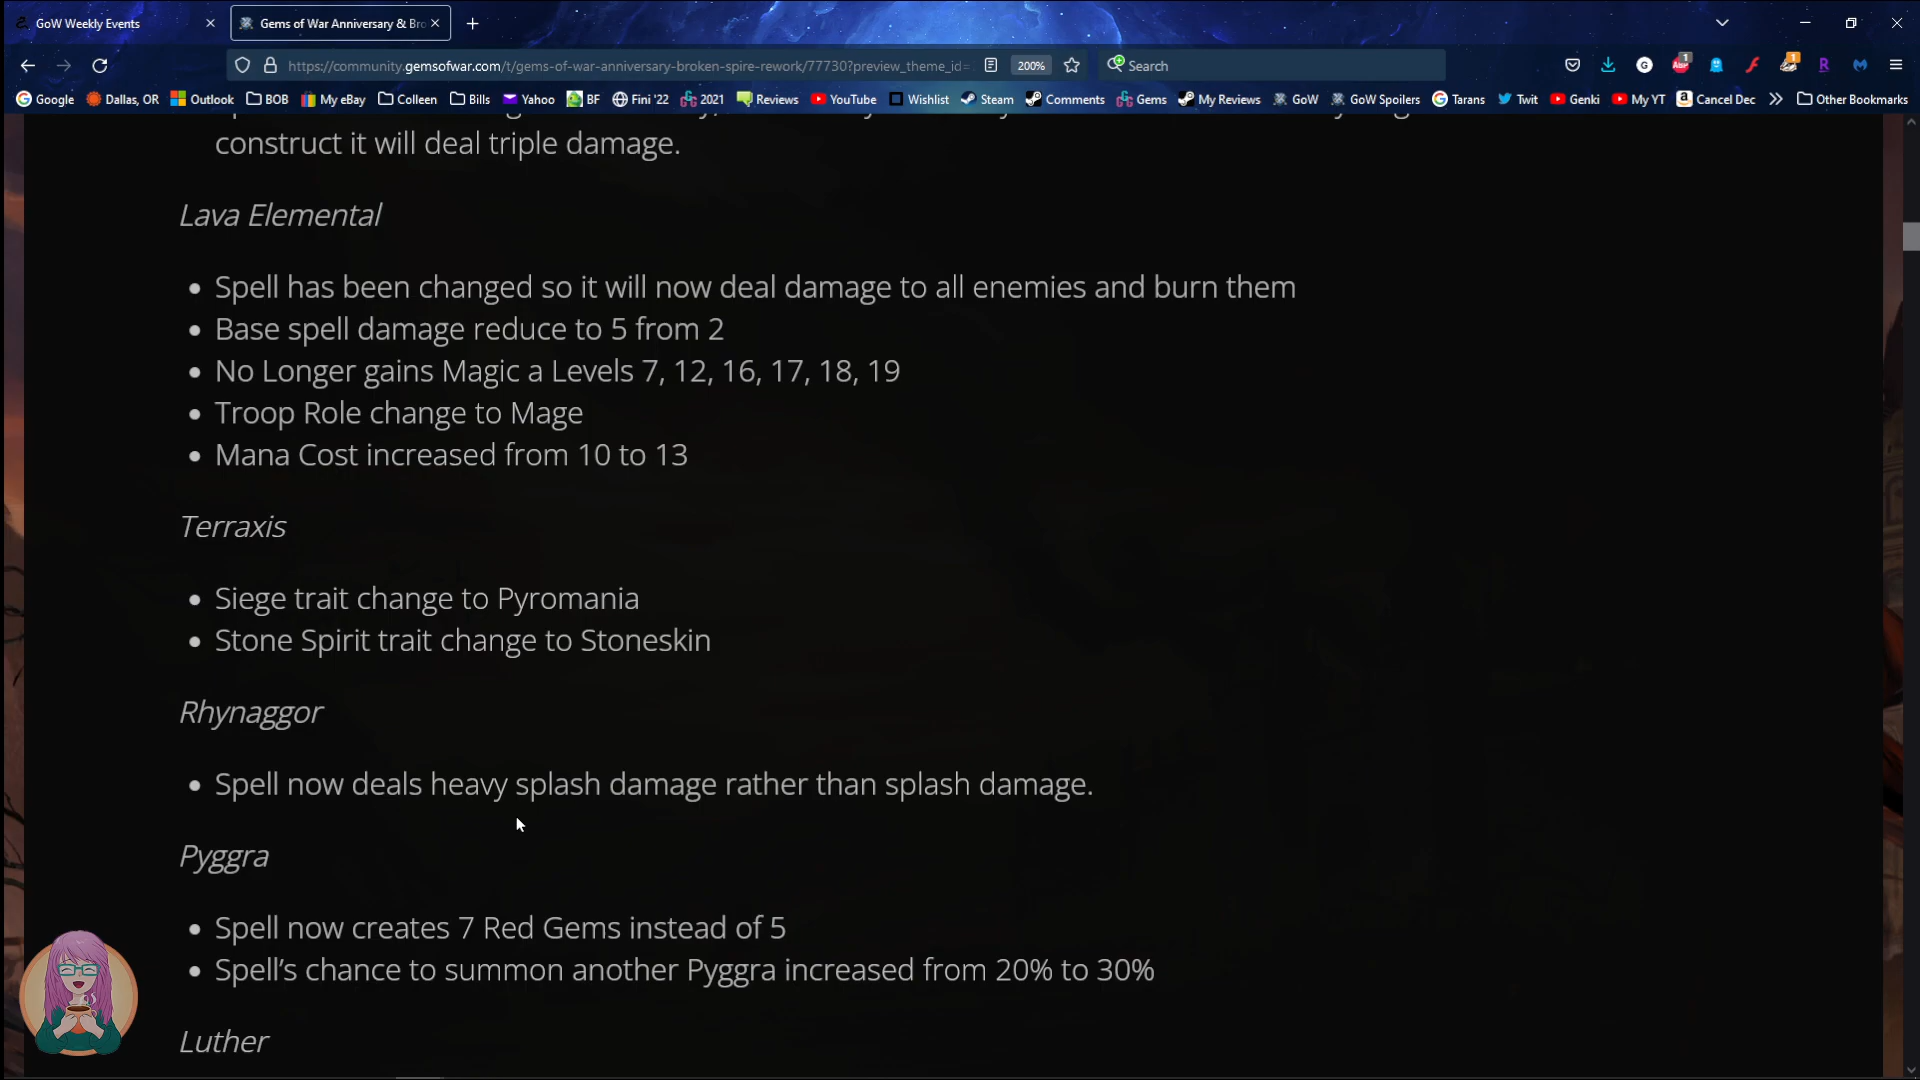 GoW Weekly Events
Gems of War Anniversary & Bro
https://community.gemsofwar.com/t/gems-of-war-anniversary-broken-spire-rework/77730?preview_theme_id=
200%
Search
Google Dallas, OR Outlook BOB My eBay Colleen Bills Yahoo BF Fini '22 2021 Reviews YouTube Wishlist Steam Comments Gems My Reviews GoW GoW Spoilers Tarans Twit Genki My YT Cancel Dec Other Bookmarks
construct it will deal triple damage.
Lava Elemental
• Spell has been changed so it will now deal damage to all enemies and burn them
• Base spell damage reduce to 5 from 2
• No Longer gains Magic a Levels 7, 12, 16, 17, 18, 19
• Troop Role change to Mage
• Mana Cost increased from 10 to 13
Terraxis
• Siege trait change to Pyromania
• Stone Spirit trait change to Stoneskin
Rhynaggor
• Spell now deals heavy splash damage rather than splash damage.
Pyggra
• Spell now creates 7 Red Gems instead of 5
• Spell's chance to summon another Pyggra increased from 20% to 30%
Luther